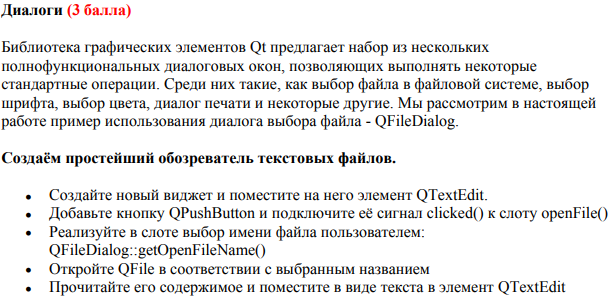 Диалоги (3 балла)
Библиотека графических элементов Qt предлагает набор из нескольких
полнофункциональных диалоговых окон, позволяющих выполнять некоторые
стандартные операции. Среди них такие, как выбор файла в файловой системе, выбор
шрифта, выбор цвета, диалог печати и некоторые другие. Мы рассмотрим в настоящей
работе пример использования диалога выбора файла - QFileDialog.
Создаём простейший обозреватель текстовых файлов.
• Создайте новый виджет и поместите на него элемент QTextEdit.
• Добавьте кнопку QPushButton и подключите её сигнал clicked() к слоту openFile()
• Реализуйте в слоте выбор имени файла пользователем:
QFileDialog::getOpenFileName()
• Откройте QFile в соответствии с выбранным названием
• Прочитайте его содержимое и поместите в виде текста в элемент QTextEdit